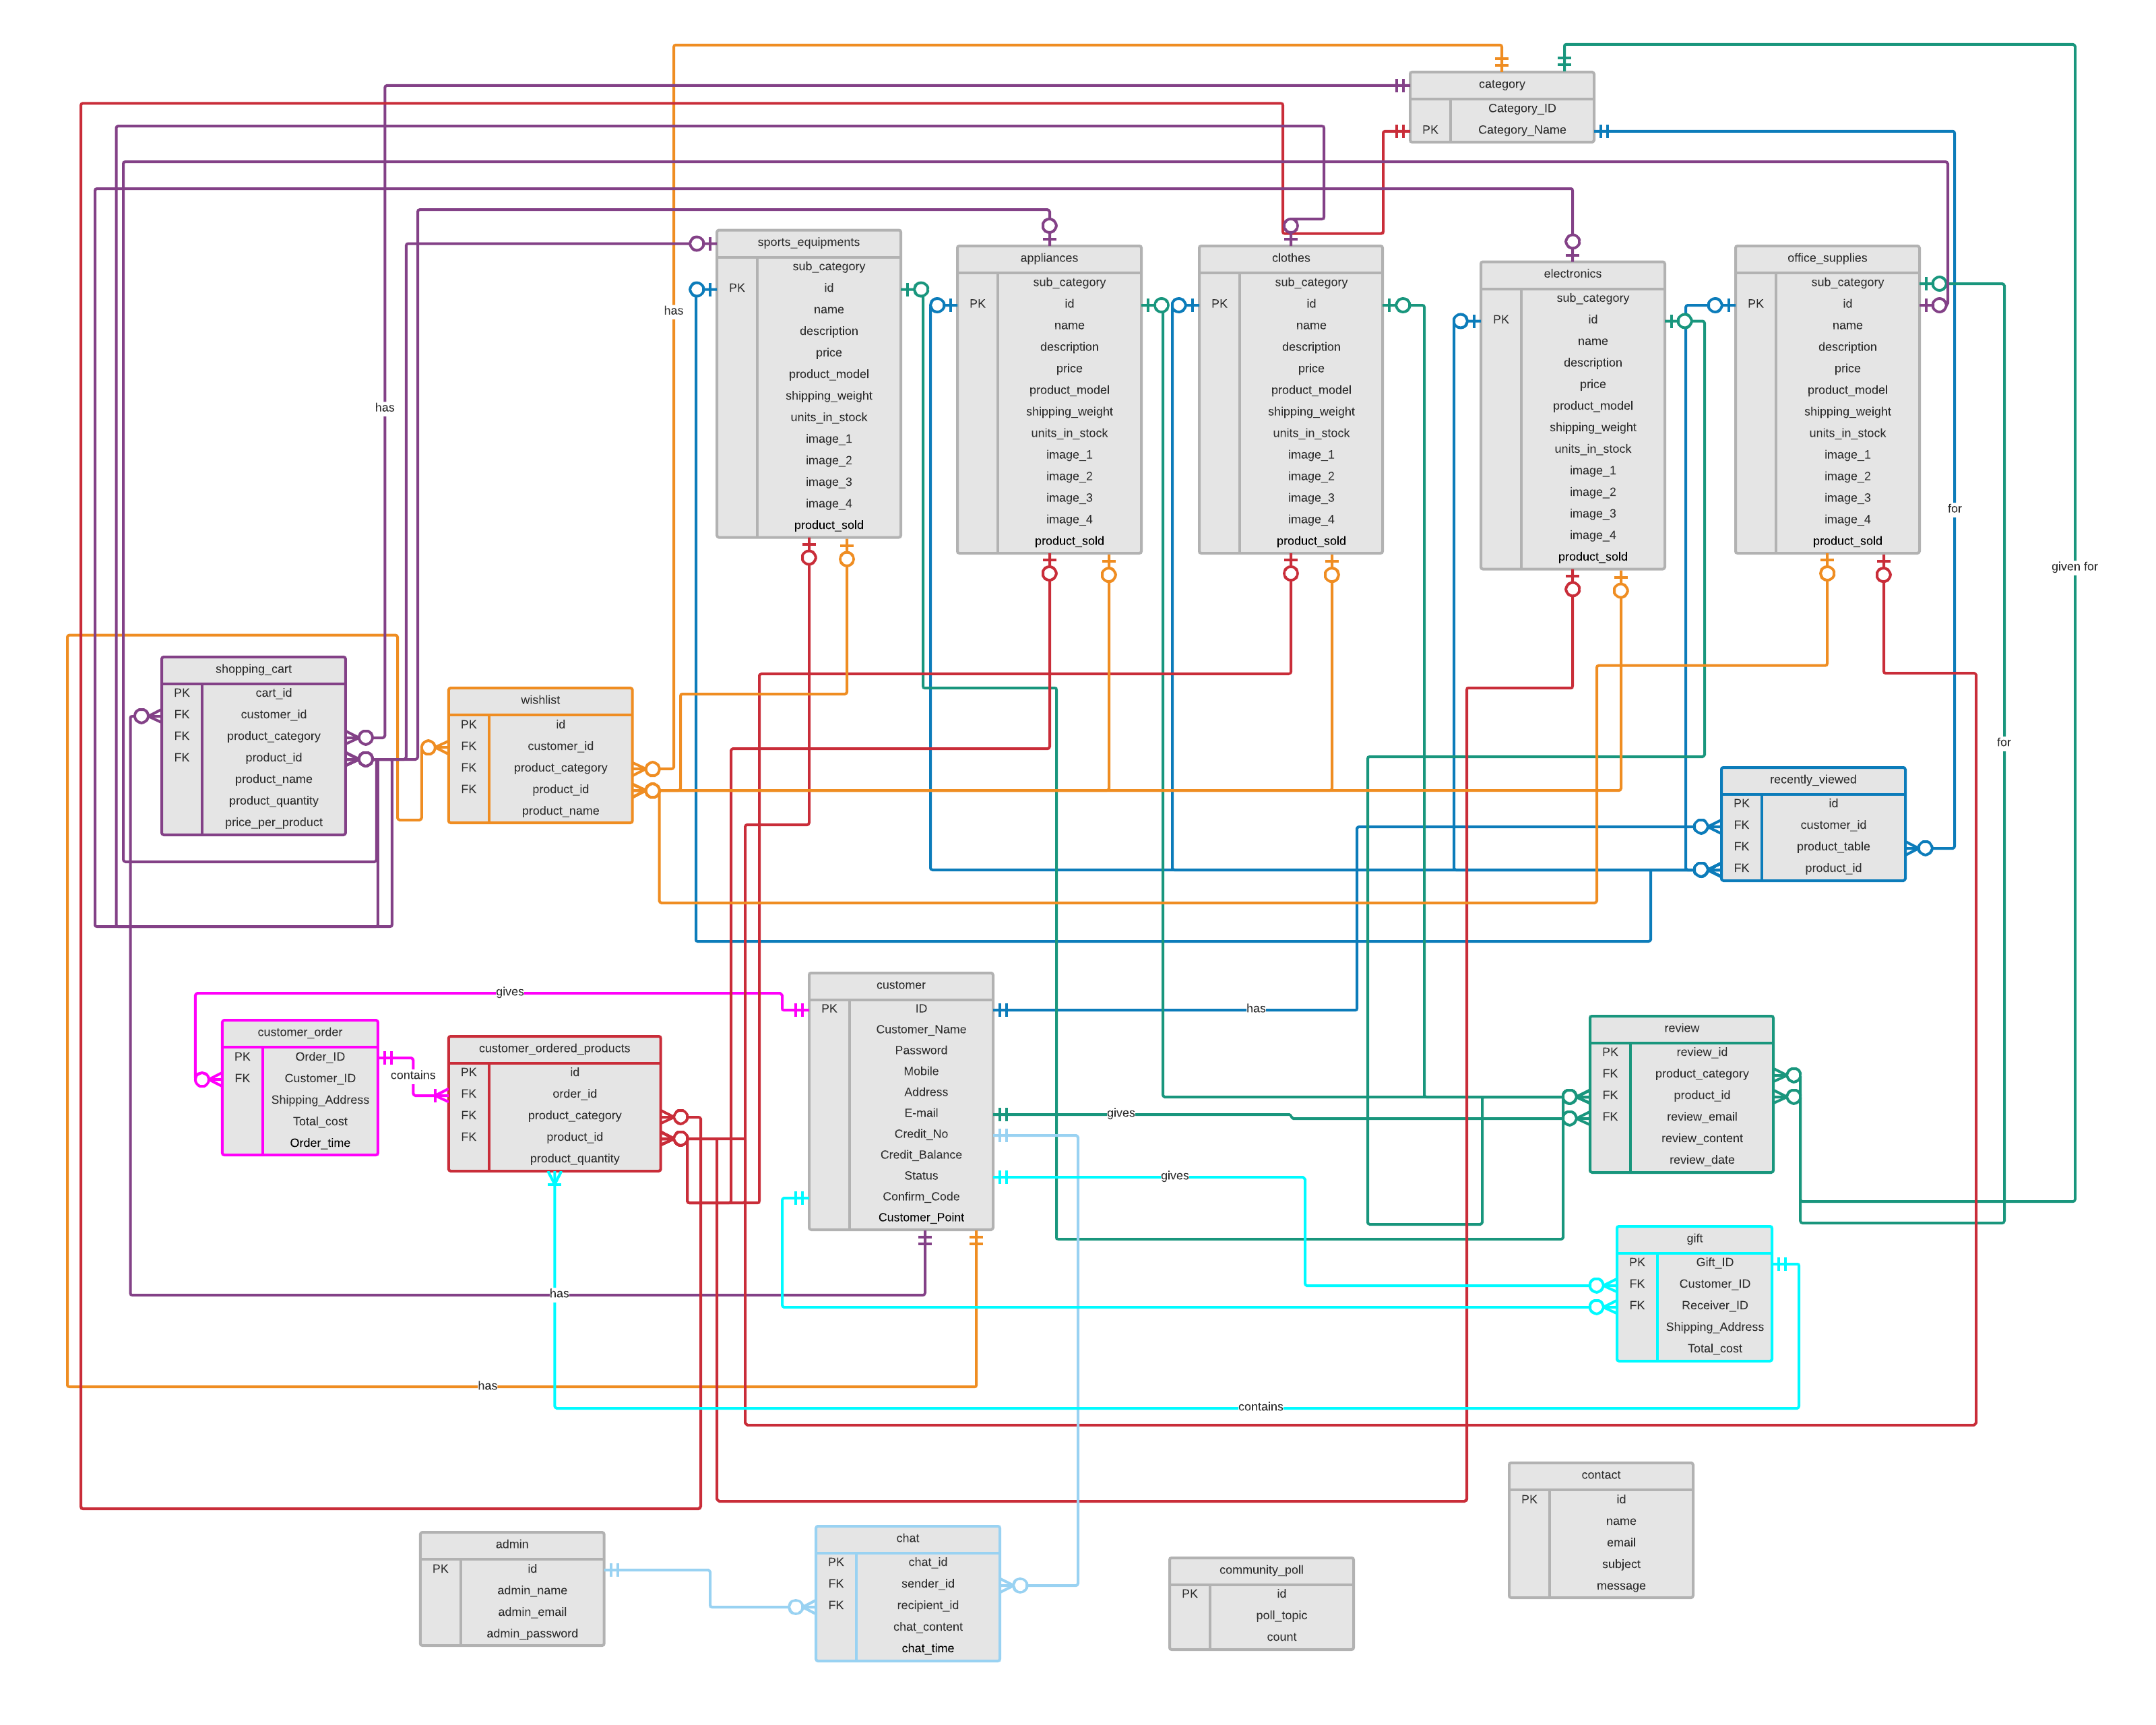 category
Category_ID
PK Category_Name
has
has
sports_equipments
sub_category
PK id
name
description
price
product_model
shipping_weight
units_in_stock
image_1
image_2
image_3
image_4
product_sold
appliances
sub_category
PK id
name
description
price
product_model
shipping_weight
units_in_stock
image_1
image_2
image_3
image_4
product_sold
clothes
sub_category
PK id
name
description
price
product_model
shipping_weight
units_in_stock
image_1
image_2
image_3
image_4
product_sold
electronics
sub_category
PK id
name
description
price
product_model
shipping_weight
units_in_stock
image_1
image_2
image_3
image_4
product_sold
office_supplies
sub_category
PK id
name
description
price
product_model
shipping_weight
units_in_stock
image_1
image_2
image_3
image_4
product_sold
for
given for
for
shopping_cart
PK cart_id
FK customer_id
FK product_category
FK product_id
product_name
product_quantity
price_per_product
wishlist
PK id
FK customer_id
FK product_category
FK product_id
product_name
recently_viewed
PK id
FK customer_id
FK product_table
FK product_id
gives
customer_order
PK Order_ID
FK Customer_ID
Shipping_Address
Total_cost
Order_time
contains
customer_ordered_products
PK id
FK order_id
FK product_category
FK product_id
product_quantity
customer
PK ID
Customer_Name
Password
Mobile
Address
E-mail
Credit_No
Credit_Balance
Status
Confirm_Code
Customer_Point
has
gives
gives
review
PK review_id
FK product_category
FK product_id
FK review_email
review_content
review_date
gift
PK Gift_ID
FK Customer_ID
FK Receiver_ID
Shipping_Address
Total_cost
has
has
contains
contact
PK id
name
email
subject
message
admin
PK id
admin_name
admin_email
admin_password
chat
PK chat_id
FK sender_id
FK recipient_id
chat_content
chat_time
community_poll
PK id
poll_topic
count